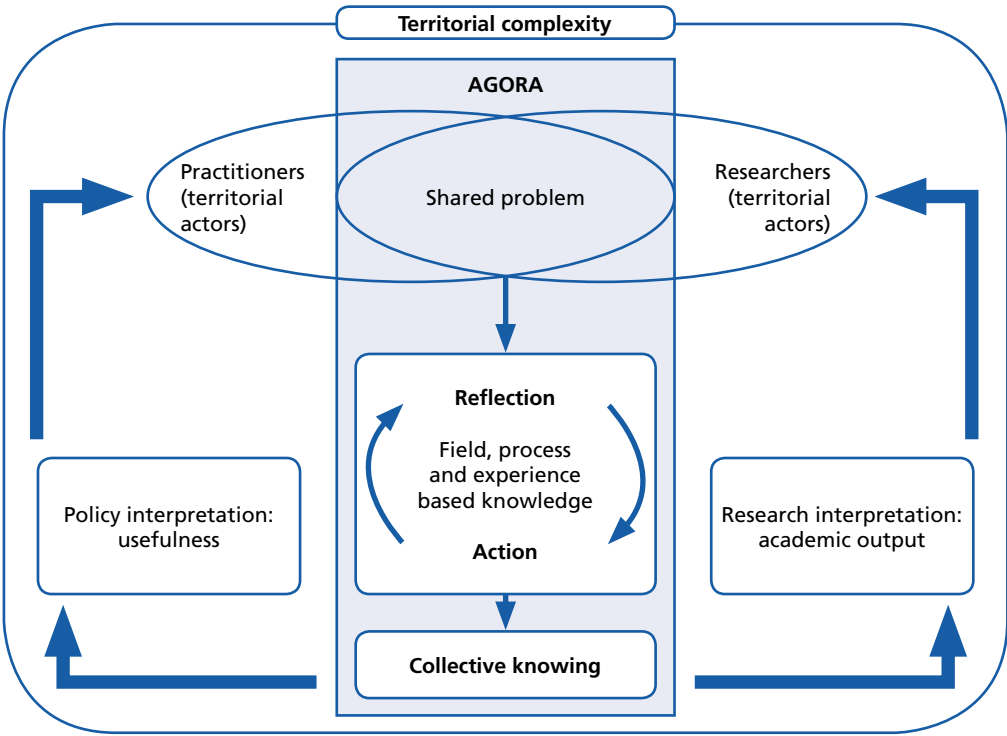 Territorial complexity
AGORA
Practitioners
(territorial
actors)
Shared problem
Researchers
(territorial
actors)
Reflection
Field, process
and experience
based knowledge
Action
Policy interpretation:
usefulness
Research interpretation:
academic output
Collective knowing